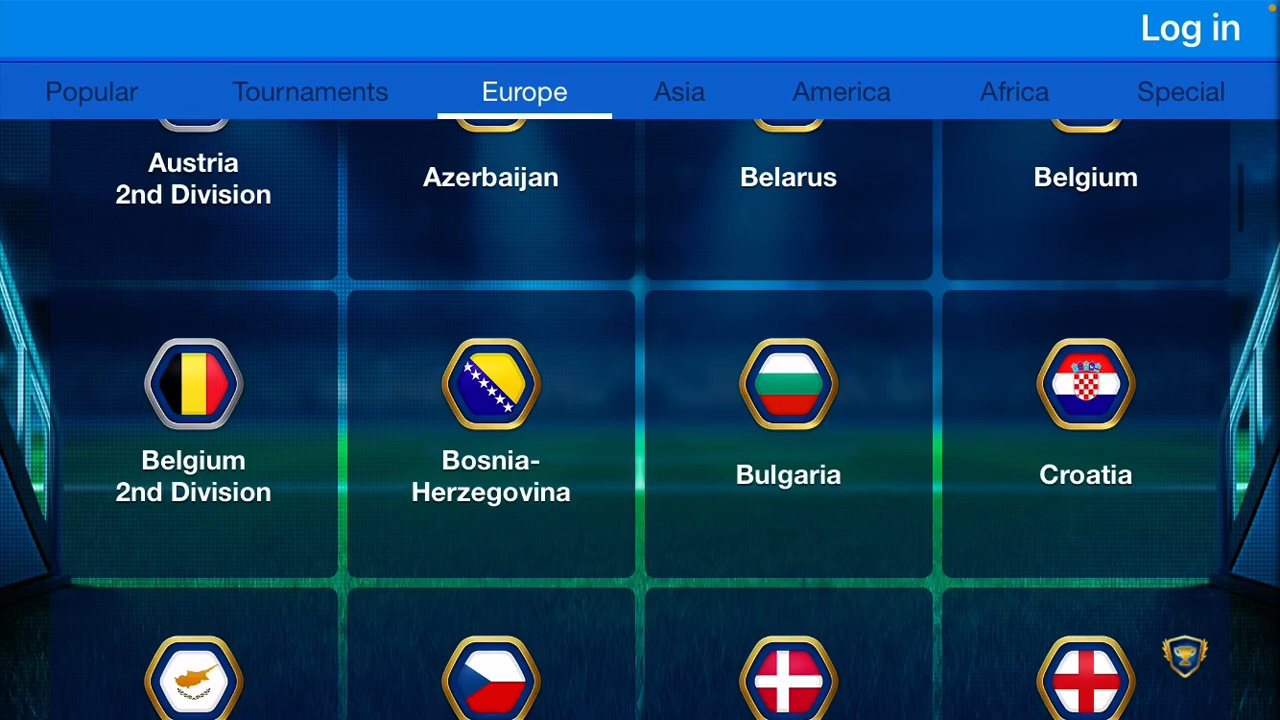 Log in
Popular
Tournaments
Europe
Asia
America
Africa
Special
Austria
2nd Division
Azerbaijan
Belarus
Belgium
Belgium
2nd Division
Bosnia-
Herzegovina
Bulgaria
Croatia